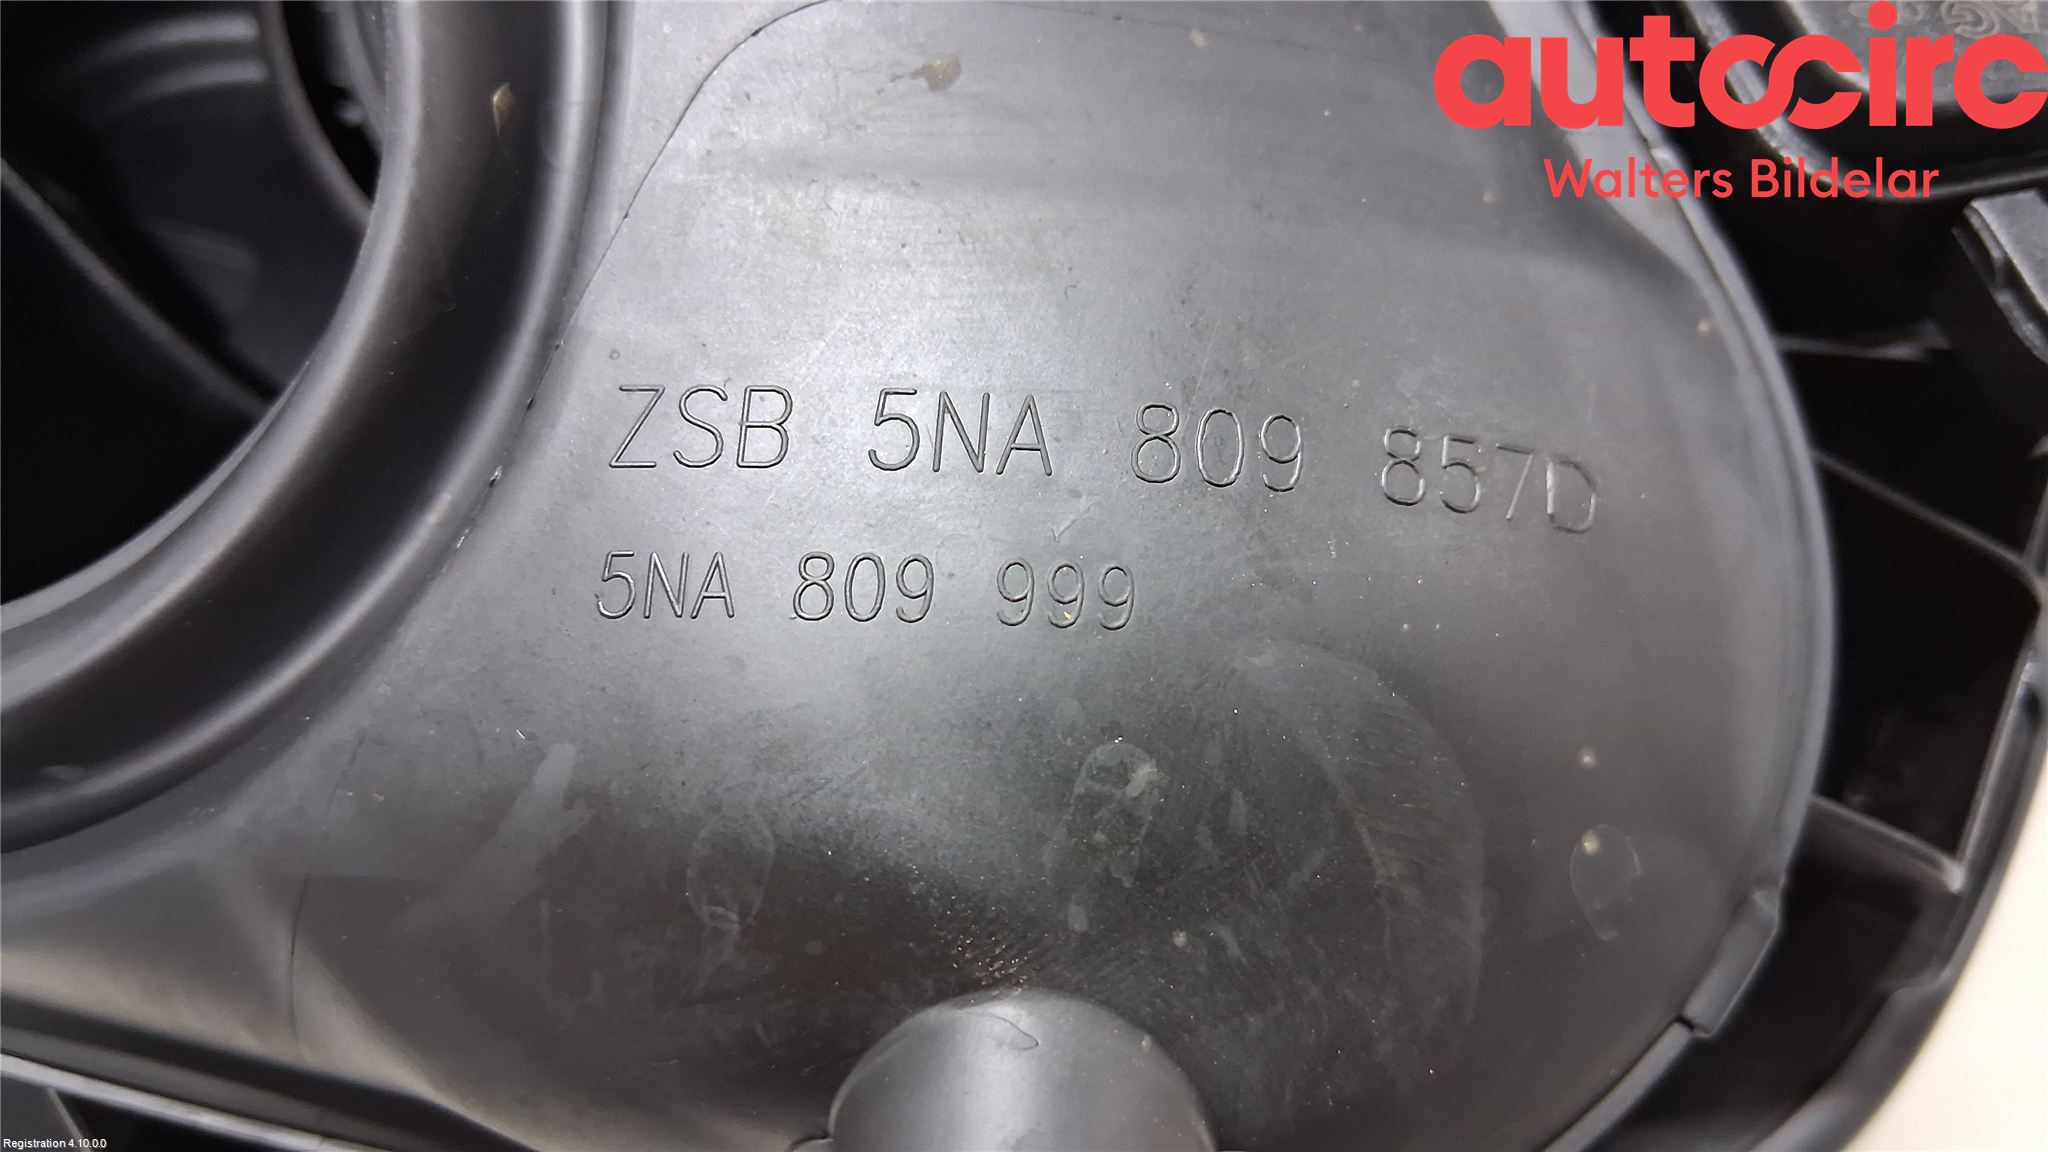 autocirc
Walters Bildelar
ZSB 5NA 809 857D
5NA 809 999
Registration 4.10.0.0